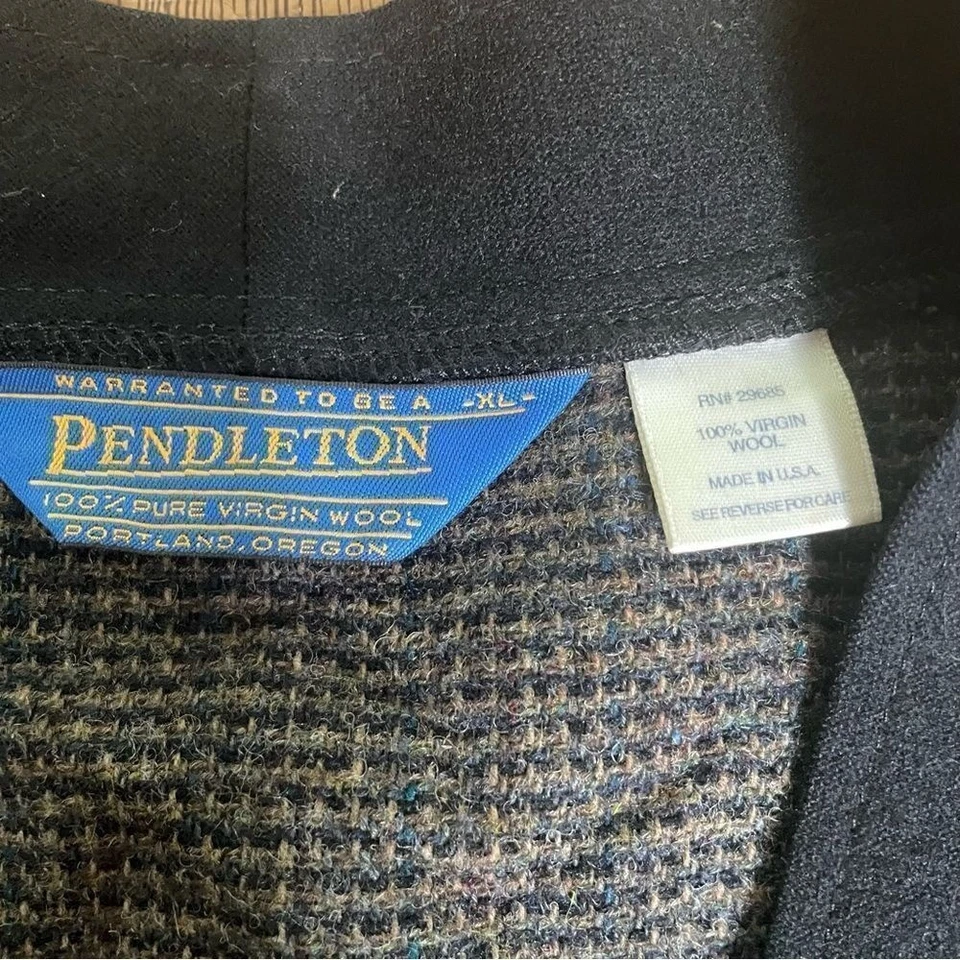 WARRANTED TO BE A -XL-
PENDLETON
100% PURE VIRGIN WOOL
PORTLAND, OREGON
RN# 29685
100% VIRGIN
WOOL
MADE IN U.S.A.
SEE REVERSE FOR CARE